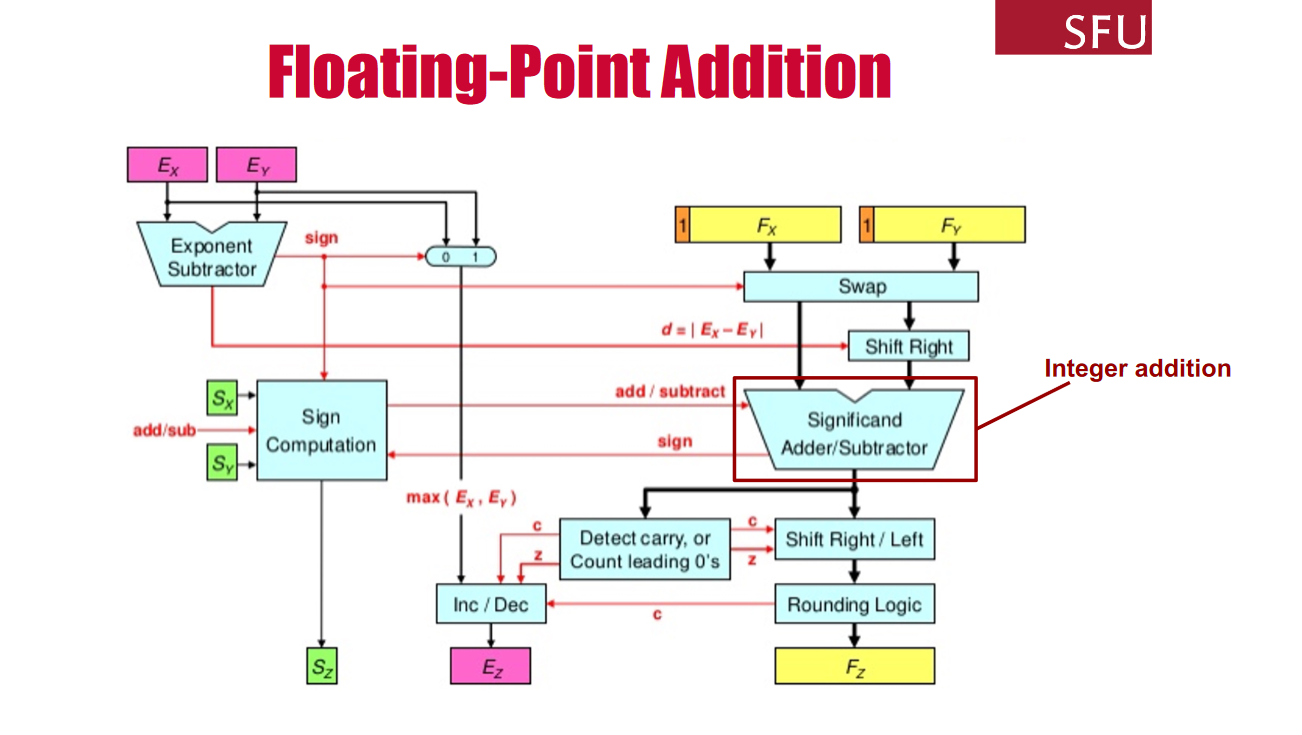 SFU
Floating-Point Addition
E_X
E_Y
Exponent
Subtractor
sign
0 1
1
F_X
1
F_Y
Swap
d = | E_X – E_Y |
Shift Right
Integer addition
S_X
add/sub
S_Y
Sign
Computation
add / subtract
sign
Significand
Adder/Subtractor
max ( E_X , E_Y )
c
z
Detect carry, or
Count leading 0's
c
z
Shift Right / Left
Inc / Dec
c
Rounding Logic
S_Z
E_Z
F_Z